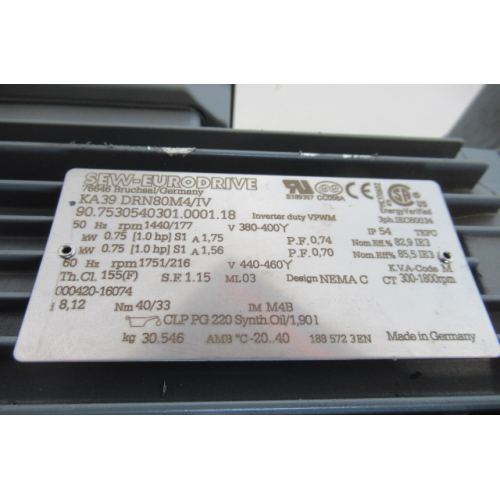 SEW-EURODRIVE
76646 Bruchsal/Germany
KA39 DRN80M4/IV
90.7530540301.0001.18 Inverter duty VPWM
Energy Verified
3ph. IEC60034
50 Hz rpm 1440/177 V 380-400Y IP 54 TEFC
kW 0.75 [1.0 hp] S1 A 1,75 P.F. 0,74 Nom.Eff.% 82,9 IE3
kW 0.75 [1.0 hp] S1 A 1,56 P.F. 0,70 Nom.Eff% 85,5 IE3
60 Hz rpm 1751/216 V 440-460Y K.V.A-Code M
Th.Cl. 155(F) S.F. 1.15 ML 03 Design NEMA C CT 300-1800rpm
000420-16074
i 8,12 Nm 40/33 IM M4B
CLP PG 220 Synth.Oil/1,90 l
kg 30.546 AMB °C -20..40 188 572 3 EN Made in Germany